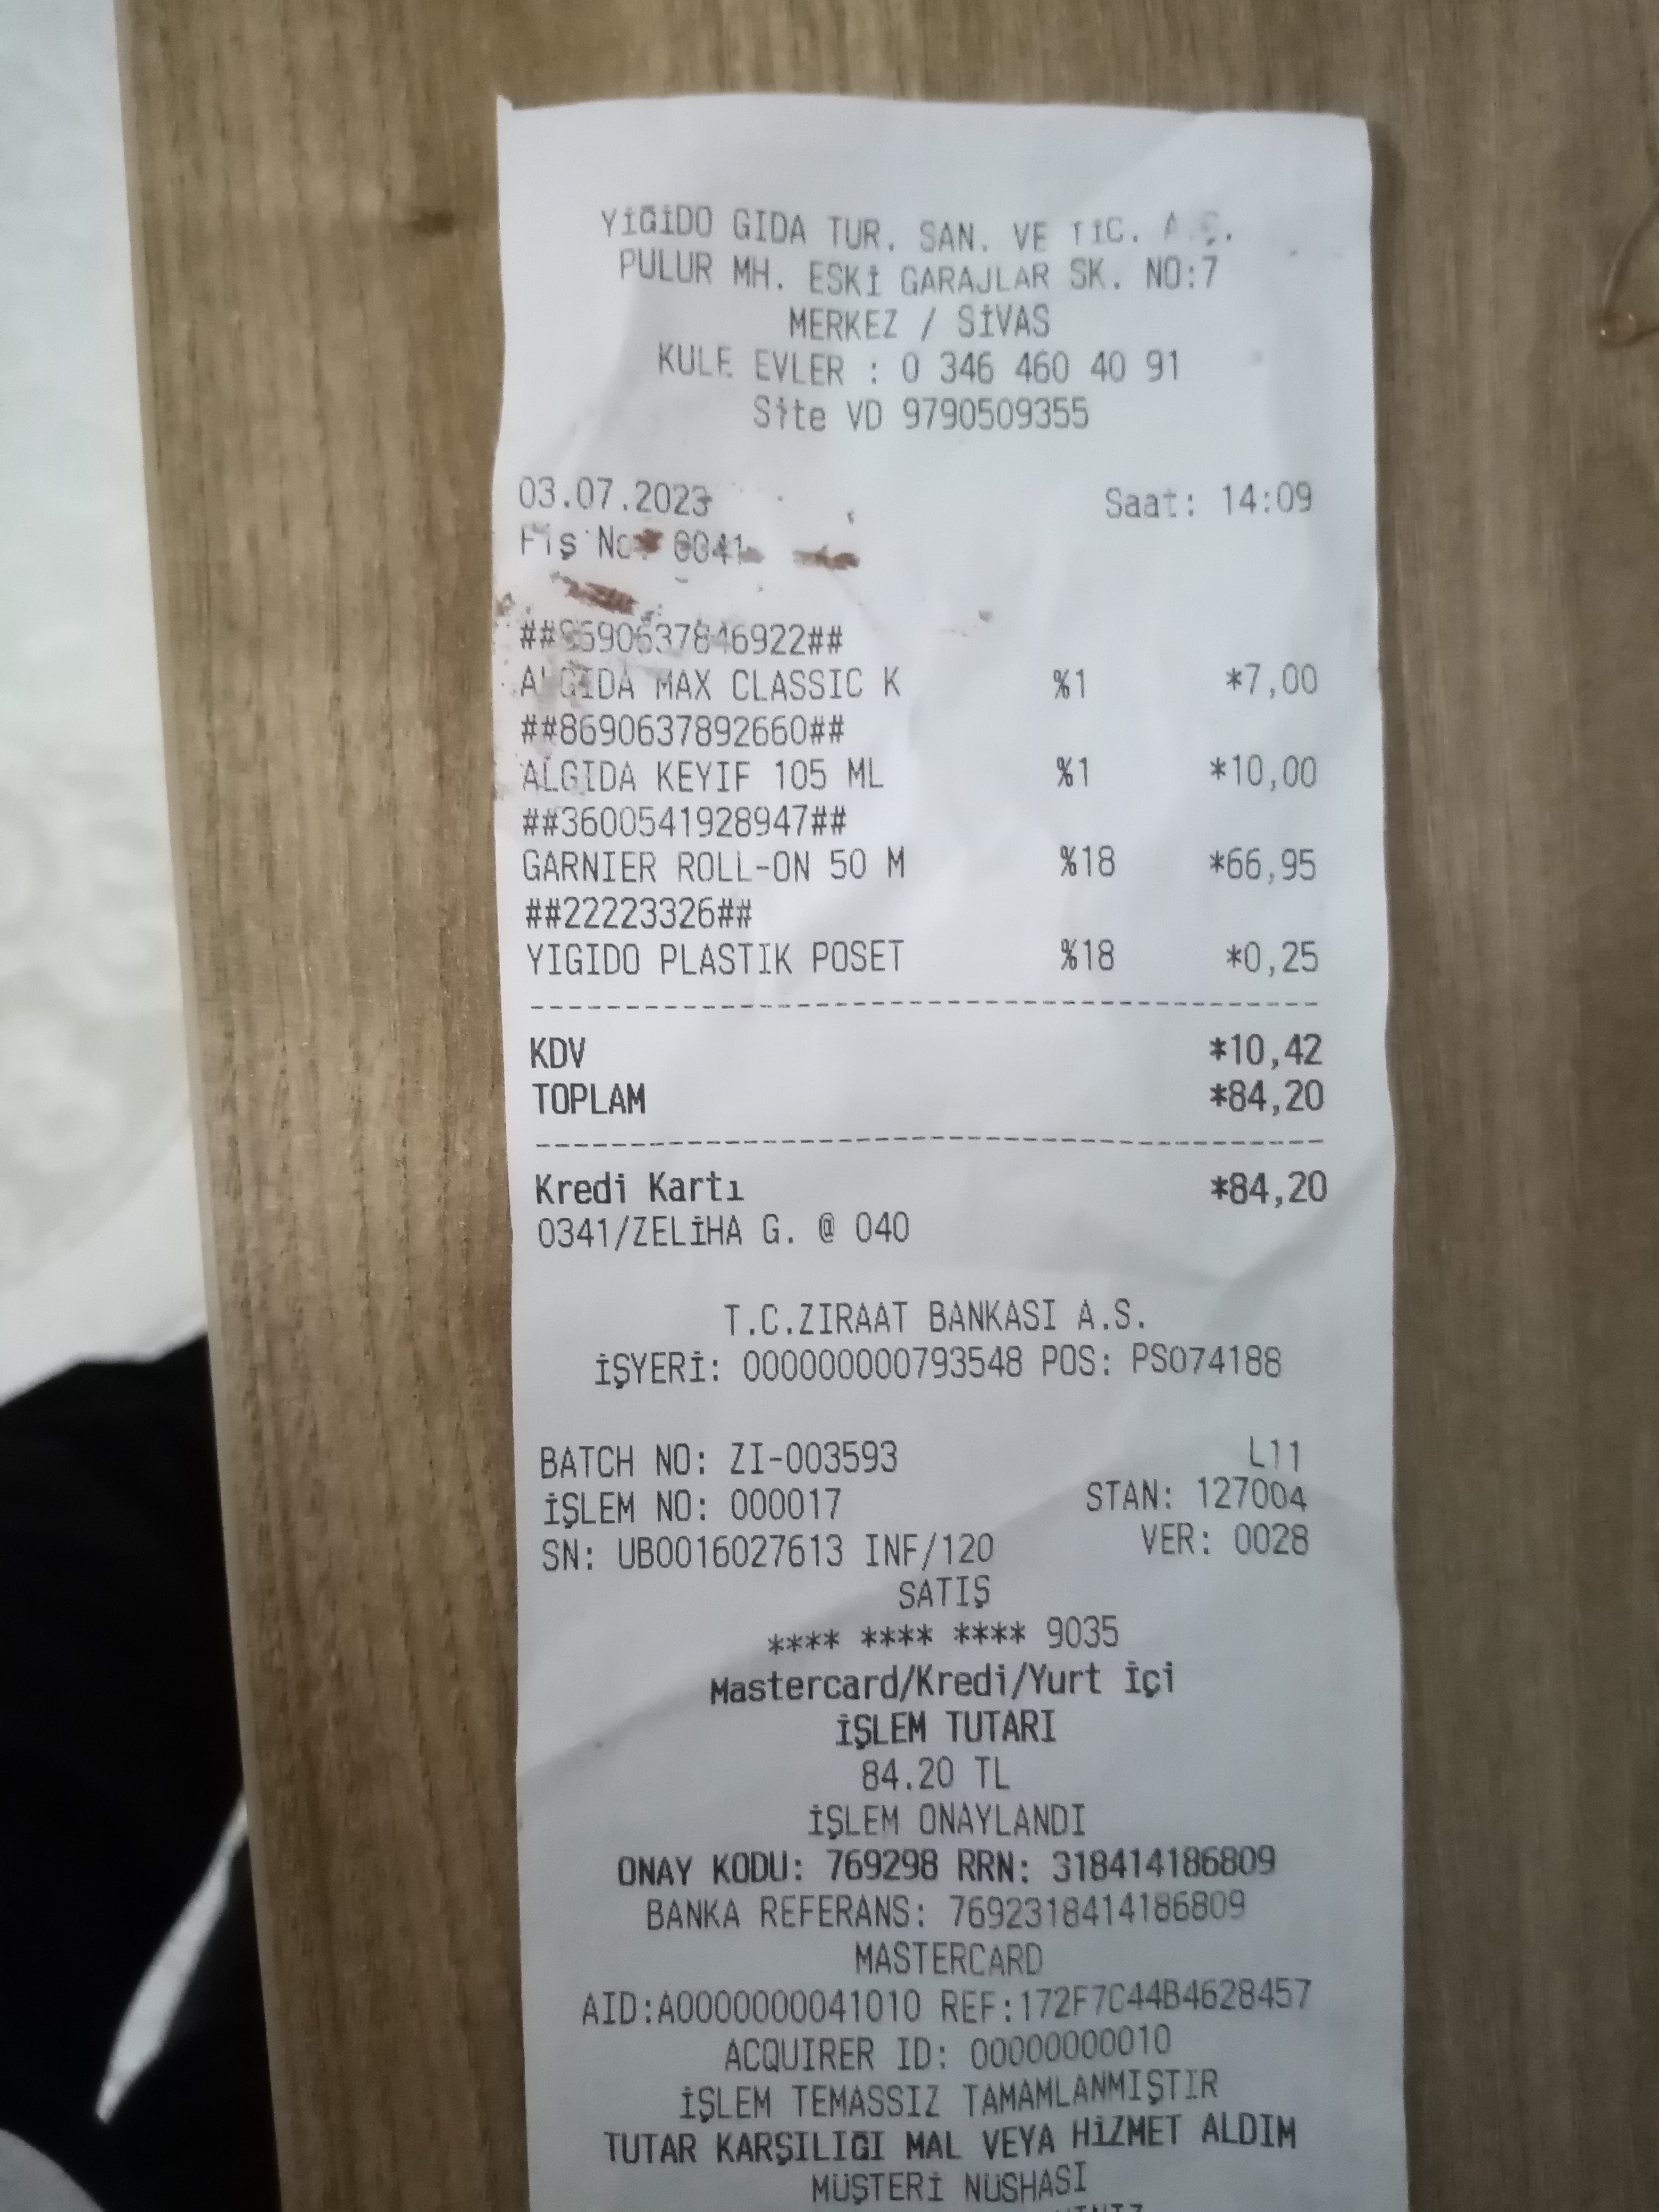 YİĞİDO GIDA TUR. SAN. VE TİC. A.Ş.
PULUR MH. ESKİ GARAJLAR SK. NO:7
MERKEZ / SİVAS
KULE EVLER : 0 346 460 40 91
Site VD 9790509355
03.07.2023 Saat: 14:09
Fiş No: 0041
##8690637846922##
ALGIDA MAX CLASSIC K %1 *7,00
##8690637892660##
ALGIDA KEYIF 105 ML %1 *10,00
##3600541928947##
GARNIER ROLL-ON 50 M %18 *66,95
##22223326##
YIGIDO PLASTIK POSET %18 *0,25
KDV *10,42
TOPLAM *84,20
Kredi Kartı *84,20
0341/ZELİHA G. @ 040
T.C.ZIRAAT BANKASI A.S.
İŞYERİ: 000000000793548 POS: PS074188
BATCH NO: ZI-003593 L11
İŞLEM NO: 000017 STAN: 127004
SN: UB0016027613 INF/120 VER: 0028
SATIŞ
**** **** **** 9035
Mastercard/Kredi/Yurt İçi
İŞLEM TUTARI
84.20 TL
İŞLEM ONAYLANDI
ONAY KODU: 769298 RRN: 318414186809
BANKA REFERANS: 7692318414186809
MASTERCARD
AID:A0000000041010 REF:172F7C44B4628457
ACQUIRER ID: 00000000010
İŞLEM TEMASSIZ TAMAMLANMIŞTIR
TUTAR KARŞILIĞI MAL VEYA HİZMET ALDIM
MÜŞTERİ NÜSHASI